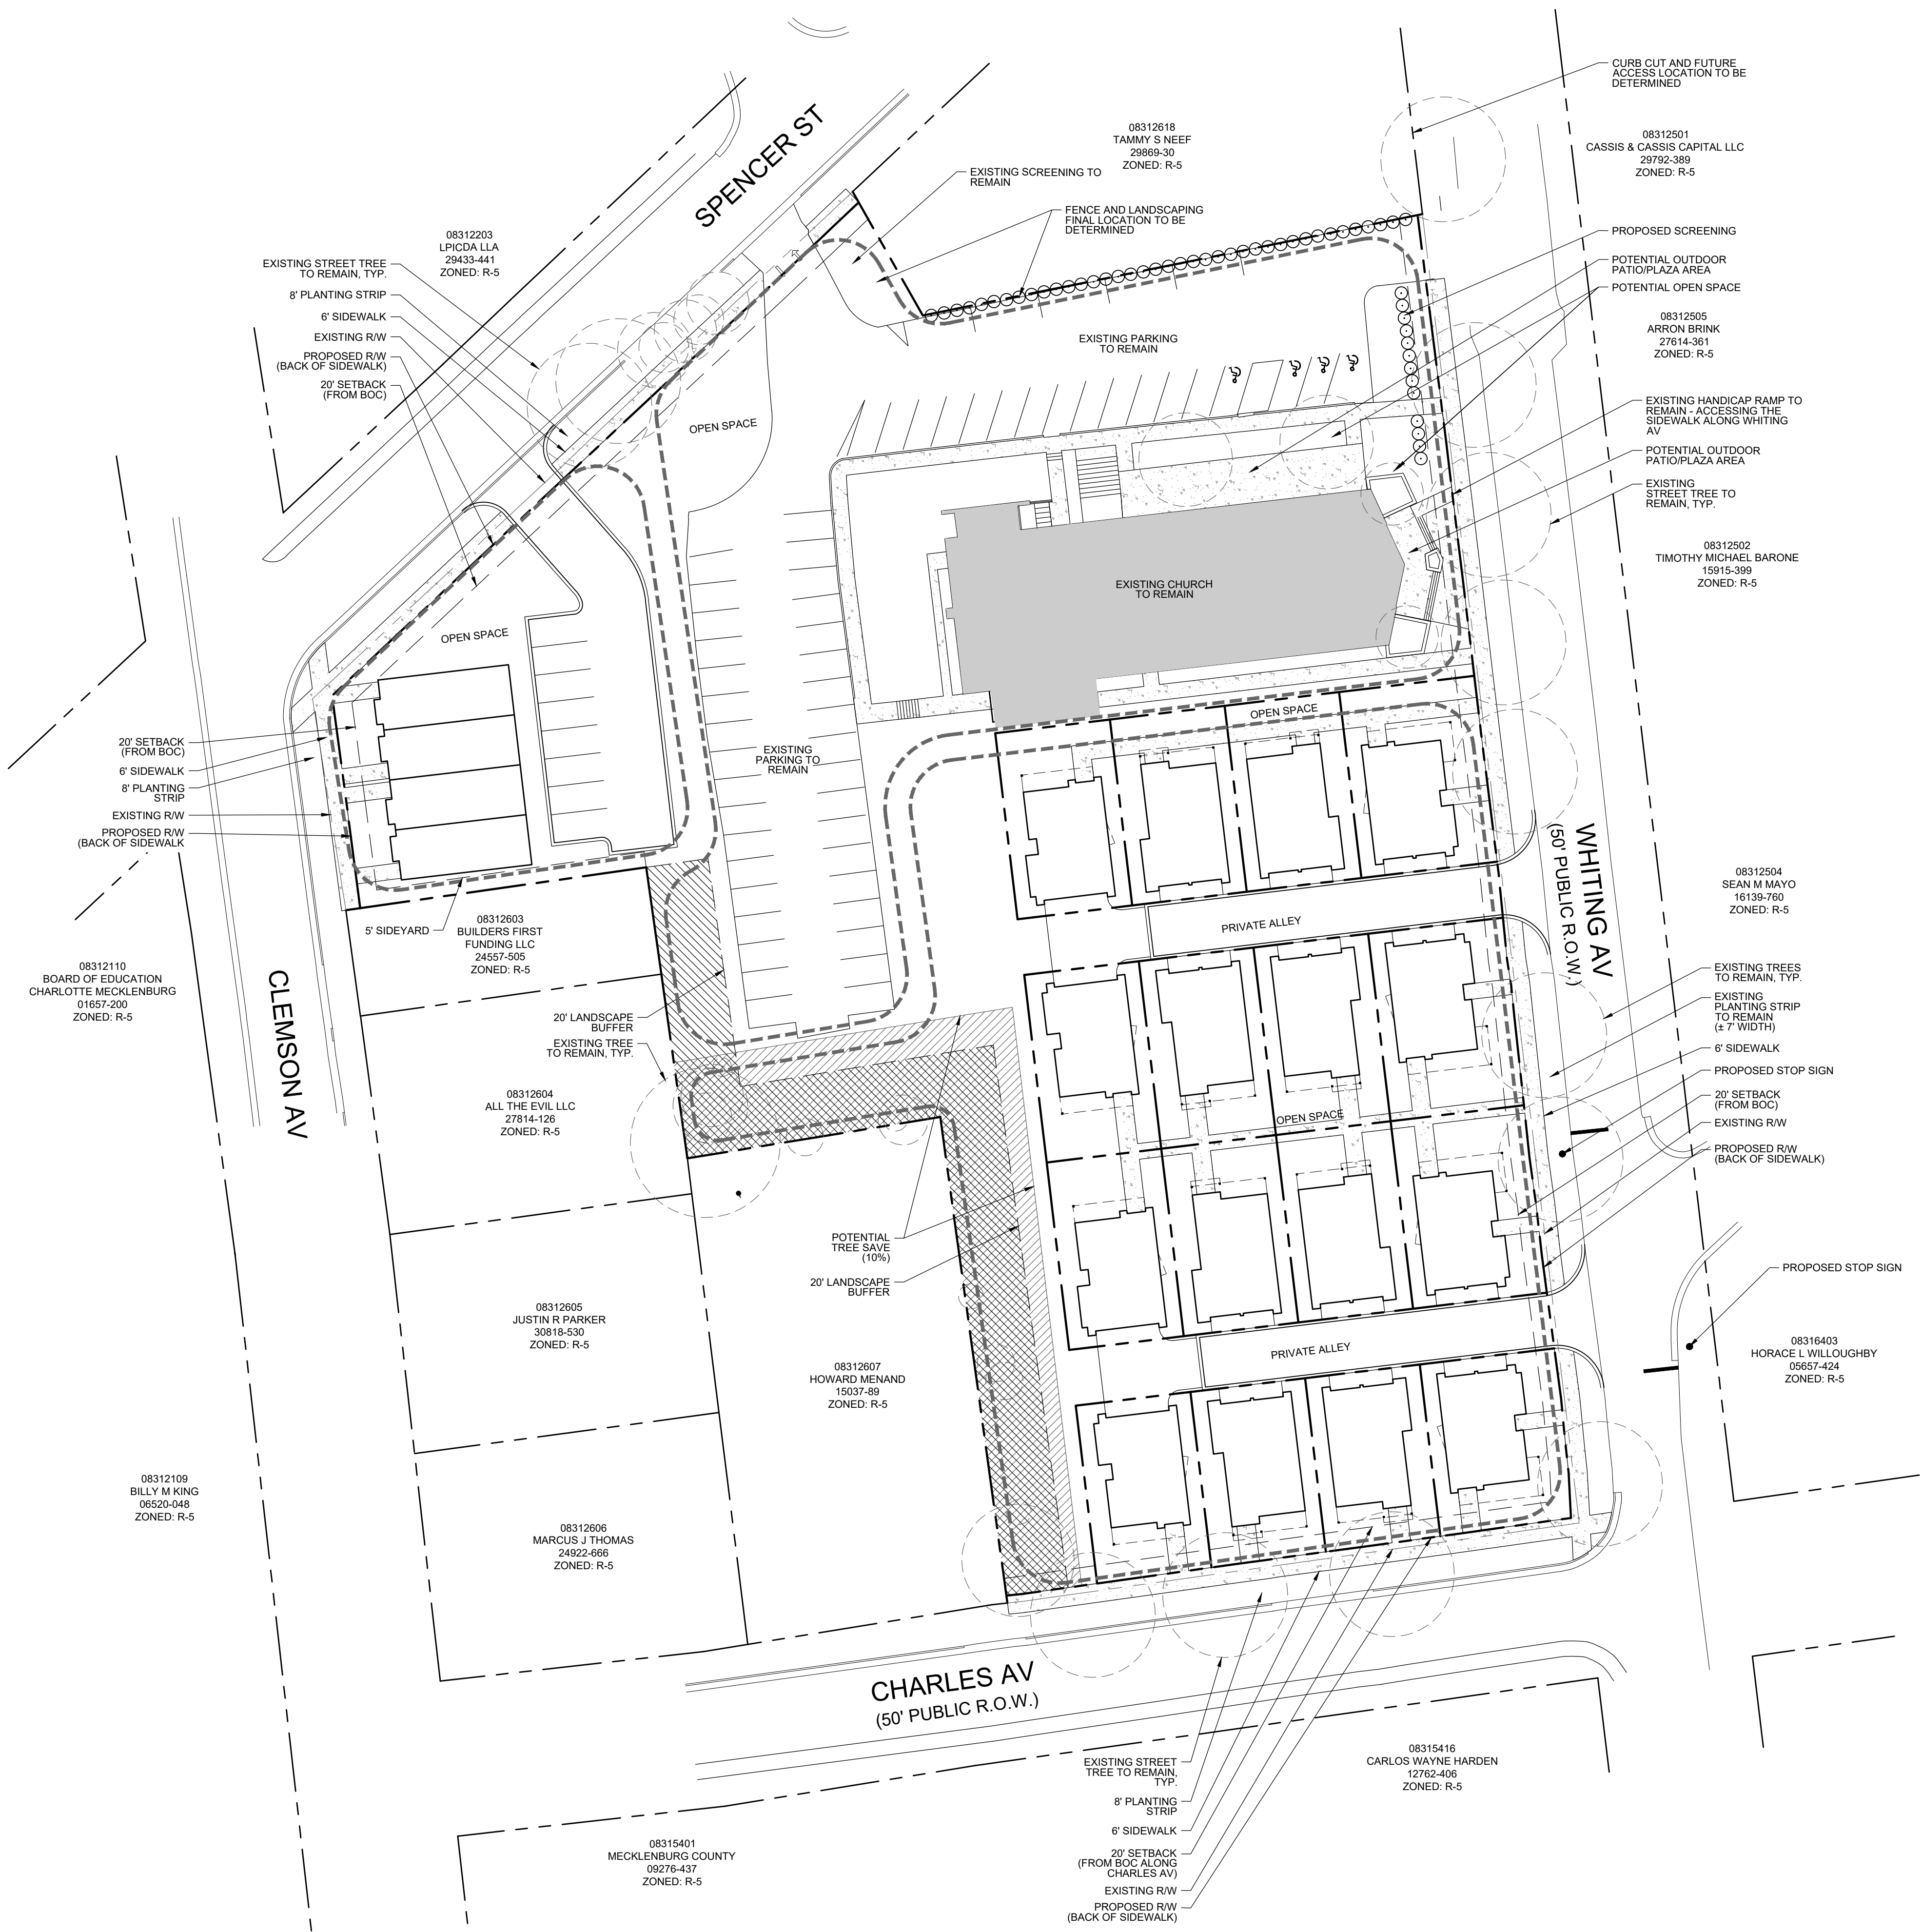 CURB CUT AND FUTURE
ACCESS LOCATION TO BE
DETERMINED
SPENCER ST
08312618
TAMMY S NEEF
29869-30
ZONED: R-5
08312501
CASSIS & CASSIS CAPITAL LLC
29792-389
ZONED: R-5
EXISTING SCREENING TO
REMAIN
FENCE AND LANDSCAPING
FINAL LOCATION TO BE
DETERMINED
08312203
LPICDA LLA
29433-441
ZONED: R-5
EXISTING STREET TREE
TO REMAIN, TYP.
8' PLANTING STRIP
6' SIDEWALK
EXISTING R/W
PROPOSED R/W
(BACK OF SIDEWALK)
20' SETBACK
(FROM BOC)
PROPOSED SCREENING
POTENTIAL OUTDOOR
PATIO/PLAZA AREA
POTENTIAL OPEN SPACE
08312505
ARRON BRINK
27614-361
ZONED: R-5
EXISTING PARKING
TO REMAIN
OPEN SPACE
EXISTING HANDICAP RAMP TO
REMAIN - ACCESSING THE
SIDEWALK ALONG WHITING
AV
POTENTIAL OUTDOOR
PATIO/PLAZA AREA
EXISTING
STREET TREE TO
REMAIN, TYP.
08312502
TIMOTHY MICHAEL BARONE
15915-399
ZONED: R-5
EXISTING CHURCH
TO REMAIN
OPEN SPACE
20' SETBACK
(FROM BOC)
6' SIDEWALK
8' PLANTING
STRIP
EXISTING R/W
PROPOSED R/W
(BACK OF SIDEWALK
EXISTING
PARKING TO
REMAIN
OPEN SPACE
WHITING AV
(50' PUBLIC R.O.W.)
08312504
SEAN M MAYO
16139-760
ZONED: R-5
5' SIDEYARD
08312603
BUILDERS FIRST
FUNDING LLC
24557-505
ZONED: R-5
PRIVATE ALLEY
08312110
BOARD OF EDUCATION
CHARLOTTE MECKLENBURG
01657-200
ZONED: R-5
CLEMSON AV
20' LANDSCAPE
BUFFER
EXISTING TREE
TO REMAIN, TYP.
EXISTING TREES
TO REMAIN, TYP.
EXISTING
PLANTING STRIP
TO REMAIN
(± 7' WIDTH)
6' SIDEWALK
PROPOSED STOP SIGN
20' SETBACK
(FROM BOC)
EXISTING R/W
PROPOSED R/W
(BACK OF SIDEWALK)
08312604
ALL THE EVIL LLC
27814-126
ZONED: R-5
OPEN SPACE
POTENTIAL
TREE SAVE
(10%)
20' LANDSCAPE
BUFFER
PROPOSED STOP SIGN
08312605
JUSTIN R PARKER
30818-530
ZONED: R-5
08312607
HOWARD MENAND
15037-89
ZONED: R-5
PRIVATE ALLEY
08316403
HORACE L WILLOUGHBY
05657-424
ZONED: R-5
08312109
BILLY M KING
06520-048
ZONED: R-5
08312606
MARCUS J THOMAS
24922-666
ZONED: R-5
CHARLES AV
(50' PUBLIC R.O.W.)
EXISTING STREET
TREE TO REMAIN,
TYP.
8' PLANTING
STRIP
6' SIDEWALK
20' SETBACK
(FROM BOC ALONG
CHARLES AV)
EXISTING R/W
PROPOSED R/W
(BACK OF SIDEWALK)
08315416
CARLOS WAYNE HARDEN
12762-406
ZONED: R-5
08315401
MECKLENBURG COUNTY
09276-437
ZONED: R-5